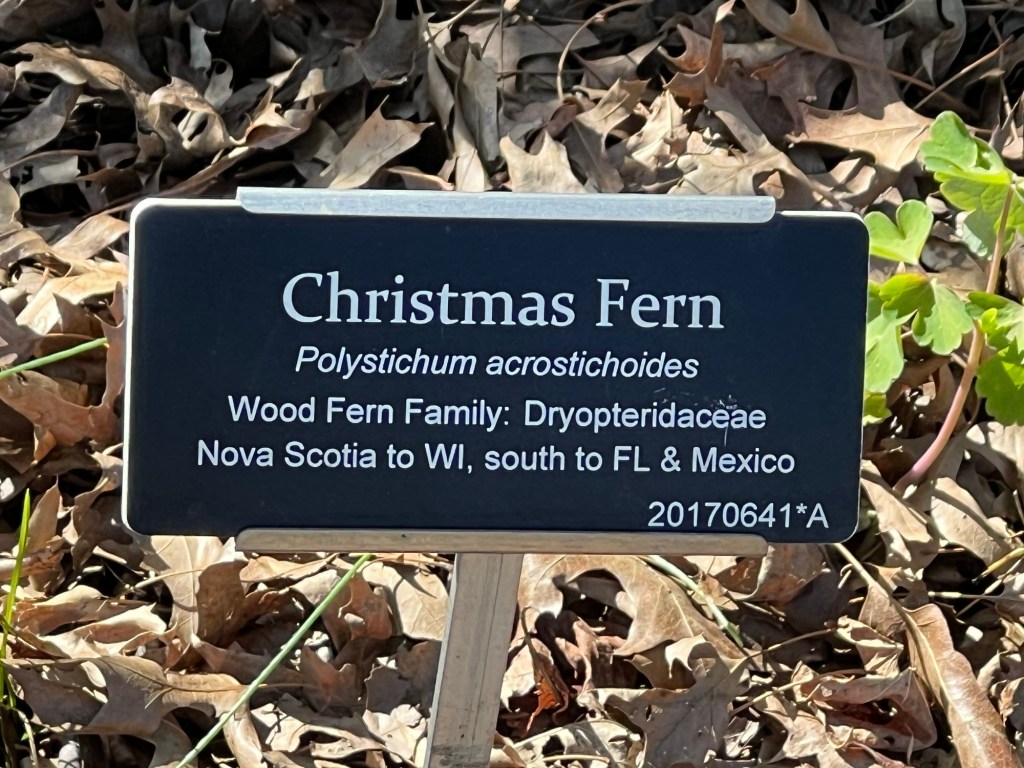 Christmas Fern
Polystichum acrostichoides
Wood Fern Family: Dryopteridaceae
Nova Scotia to WI, south to FL & Mexico
20170641*A